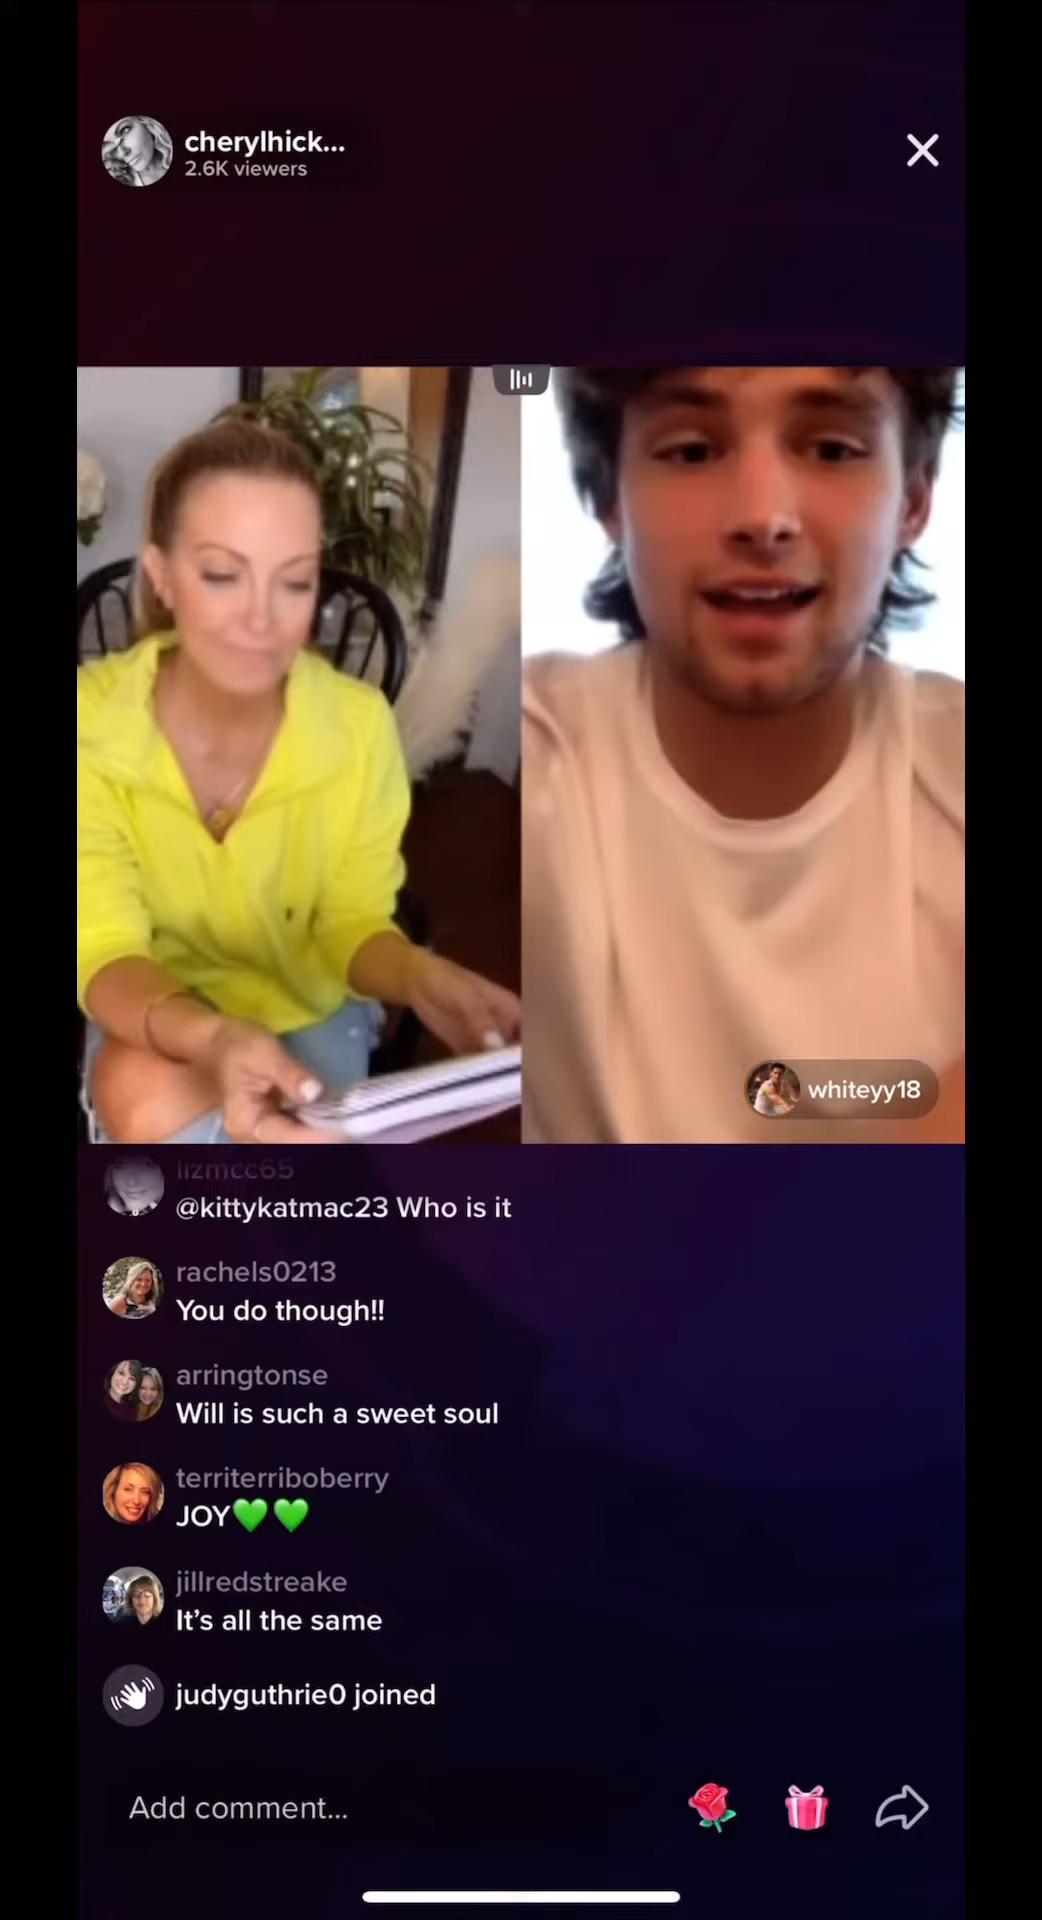 cherylhick...
2.6K viewers
whiteyy18
lizmcc65
@kittykatmac23 Who is it
rachels0213
You do though!!
arringtonse
Will is such a sweet soul
territerriboberry
JOY💚💚
jillredstreake
It's all the same
judyguthrie0 joined
Add comment...